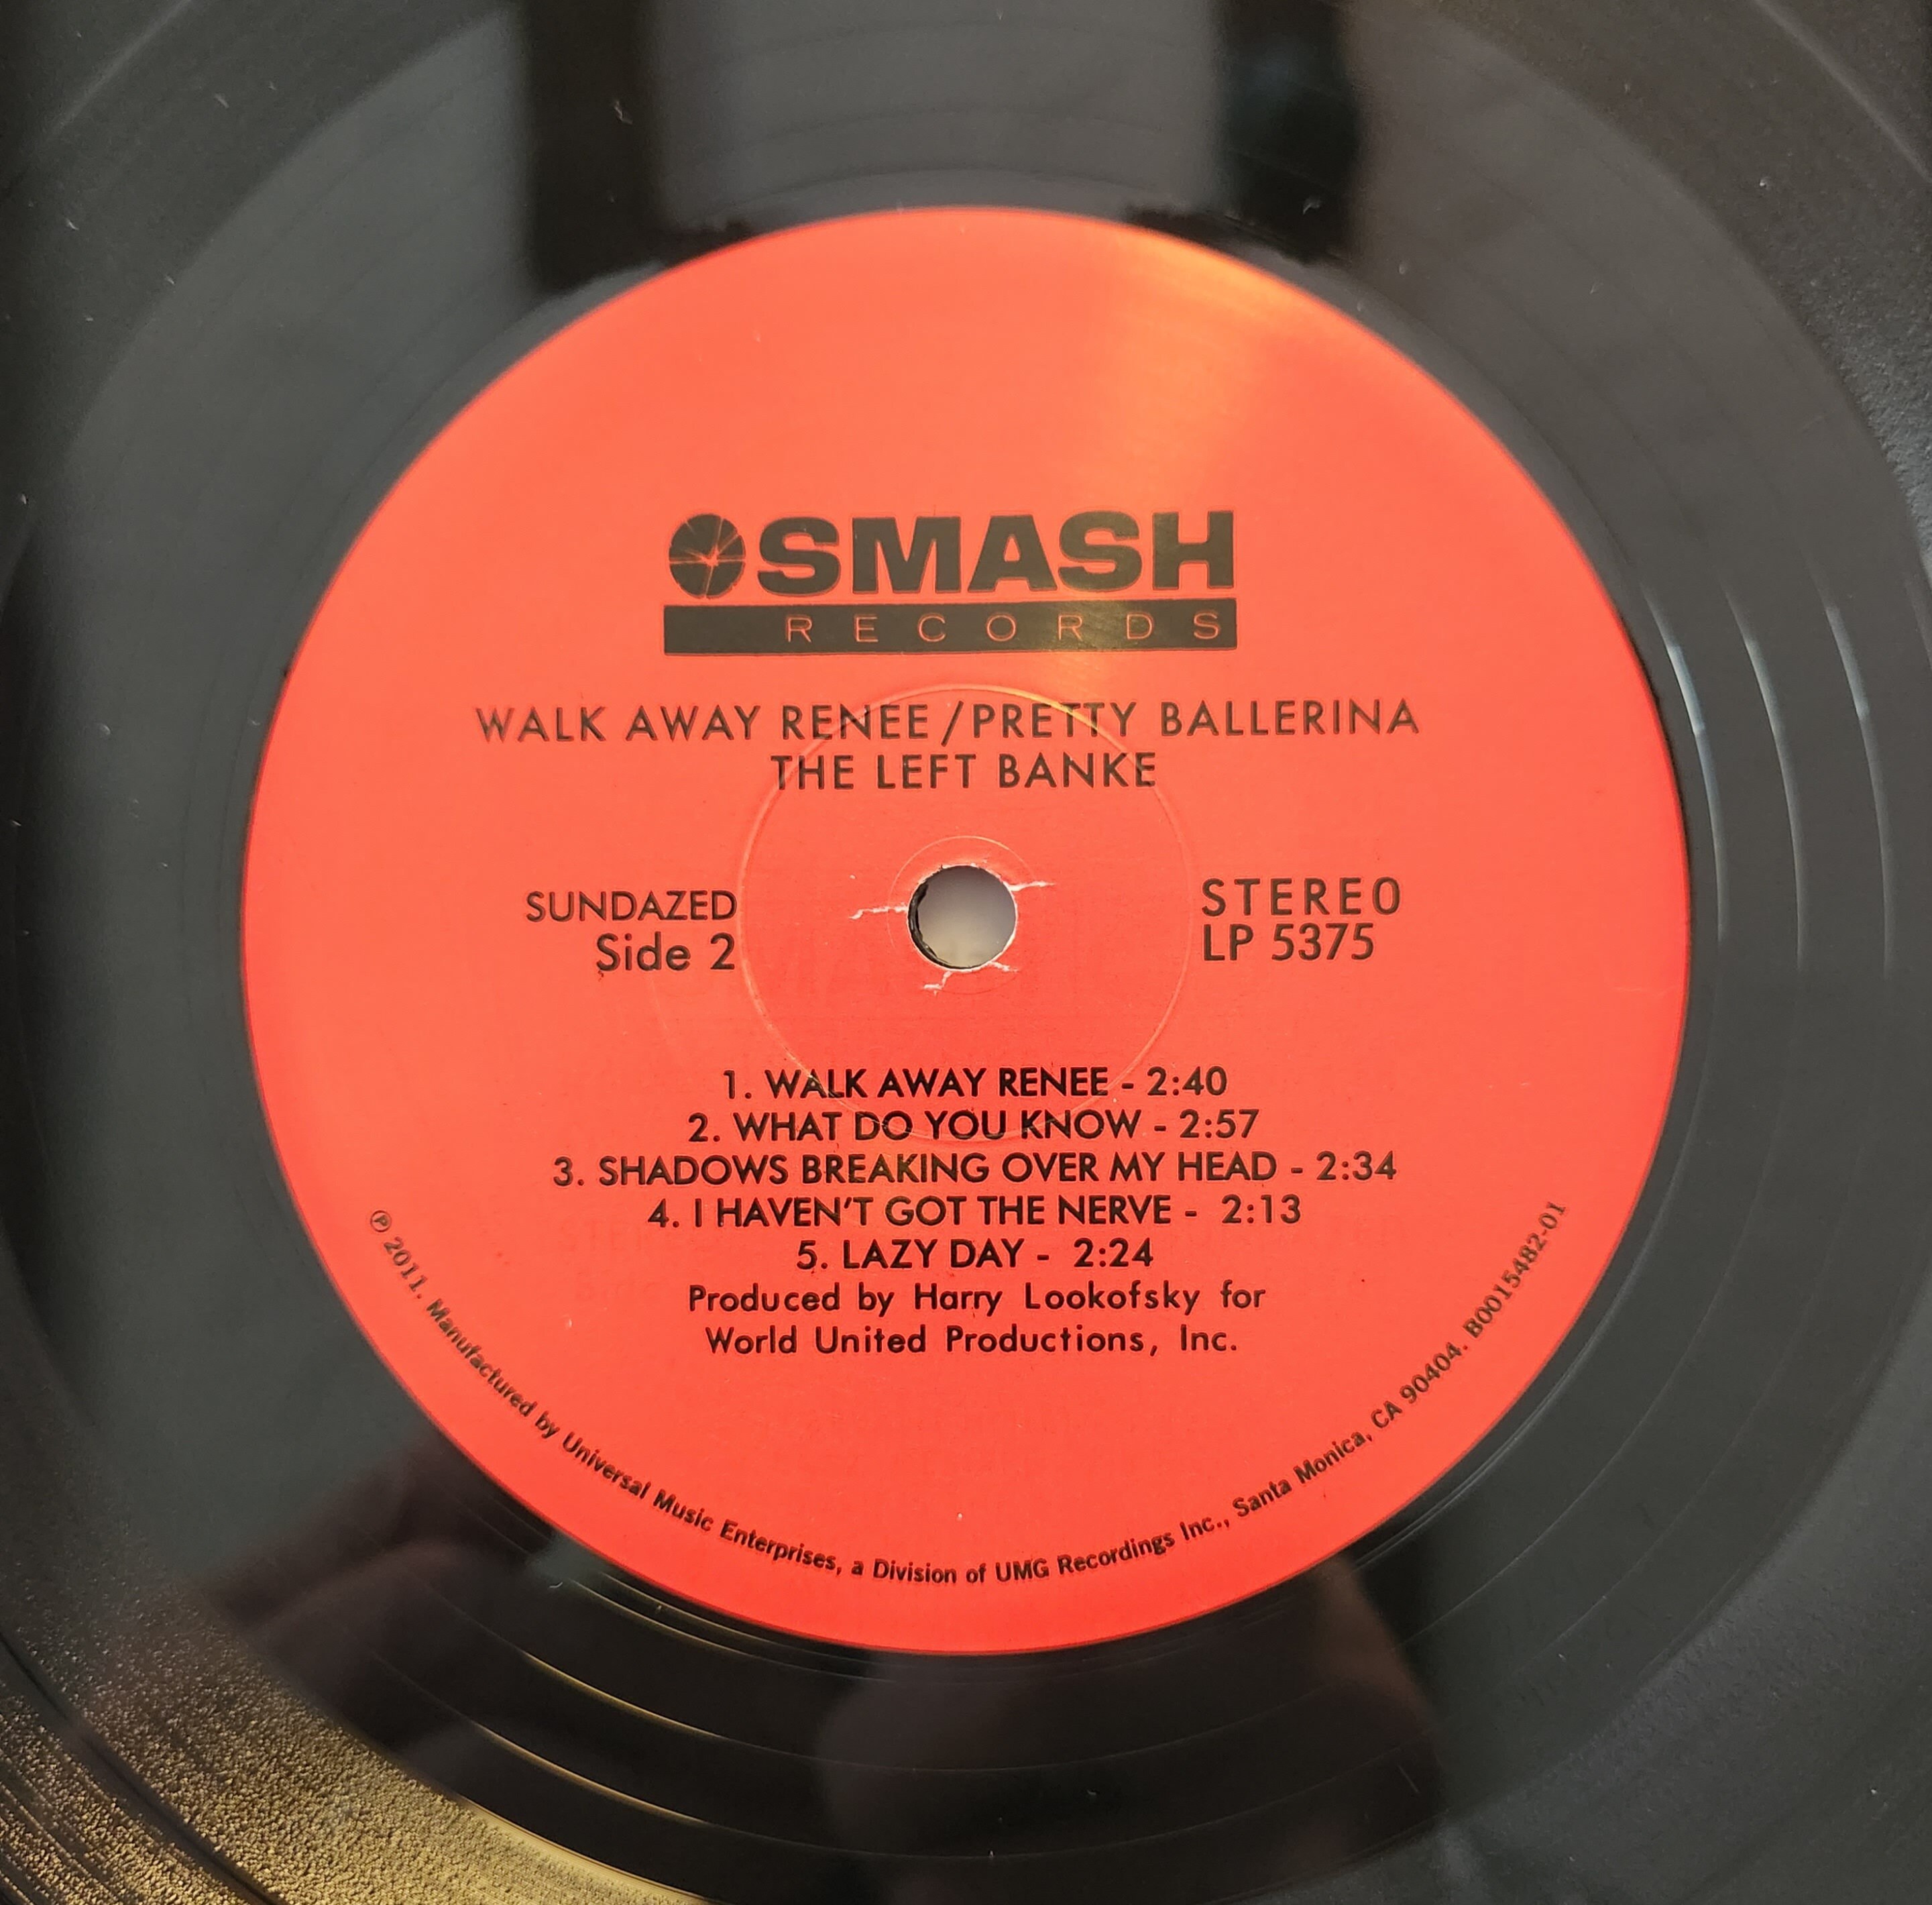 SMASH
RECORDS
WALK AWAY RENEE/PRETTY BALLERINA
THE LEFT BANKE
SUNDAZED
Side 2
STEREO
LP 5375
1. WALK AWAY RENEE - 2:40
2. WHAT DO YOU KNOW - 2:57
3. SHADOWS BREAKING OVER MY HEAD - 2:34
4. I HAVEN'T GOT THE NERVE - 2:13
5. LAZY DAY - 2:24
Produced by Harry Lookofsky for
World United Productions, Inc.
℗ 2011. Manufactured by Universal Music Enterprises, a Division of UMG Recordings Inc., Santa Monica, CA 90404. B0015482-01